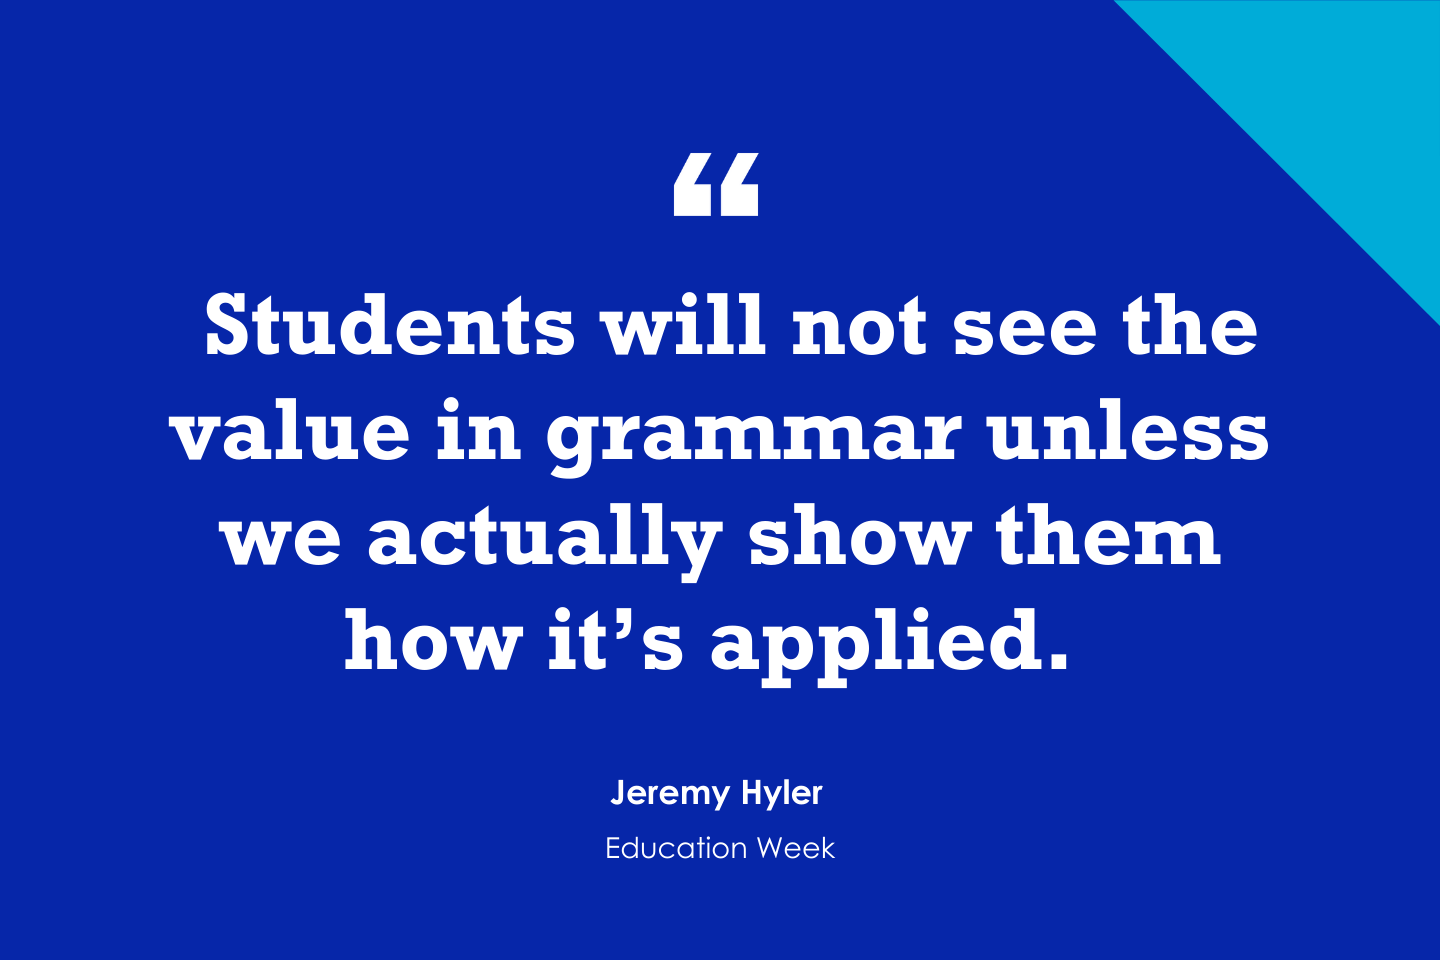 “
Students will not see the
value in grammar unless
we actually show them
how it’s applied.
Jeremy Hyler
Education Week